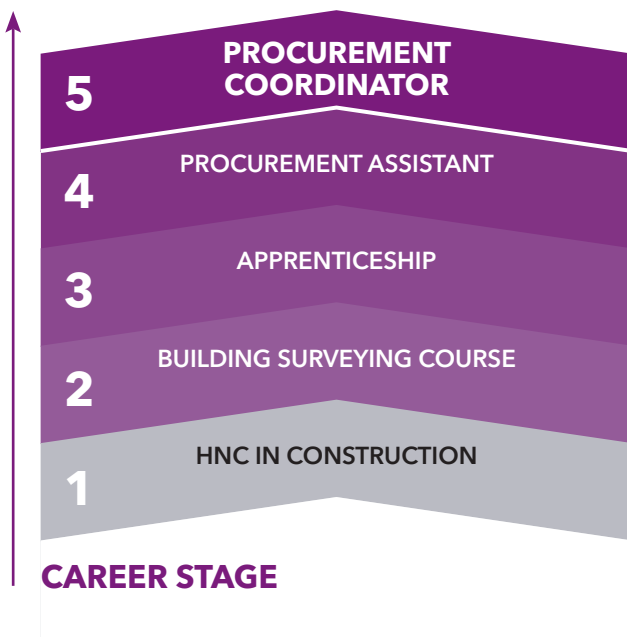 PROCUREMENT
COORDINATOR
5
PROCUREMENT ASSISTANT
4
APPRENTICESHIP
3
BUILDING SURVEYING COURSE
2
HNC IN CONSTRUCTION
1
CAREER STAGE